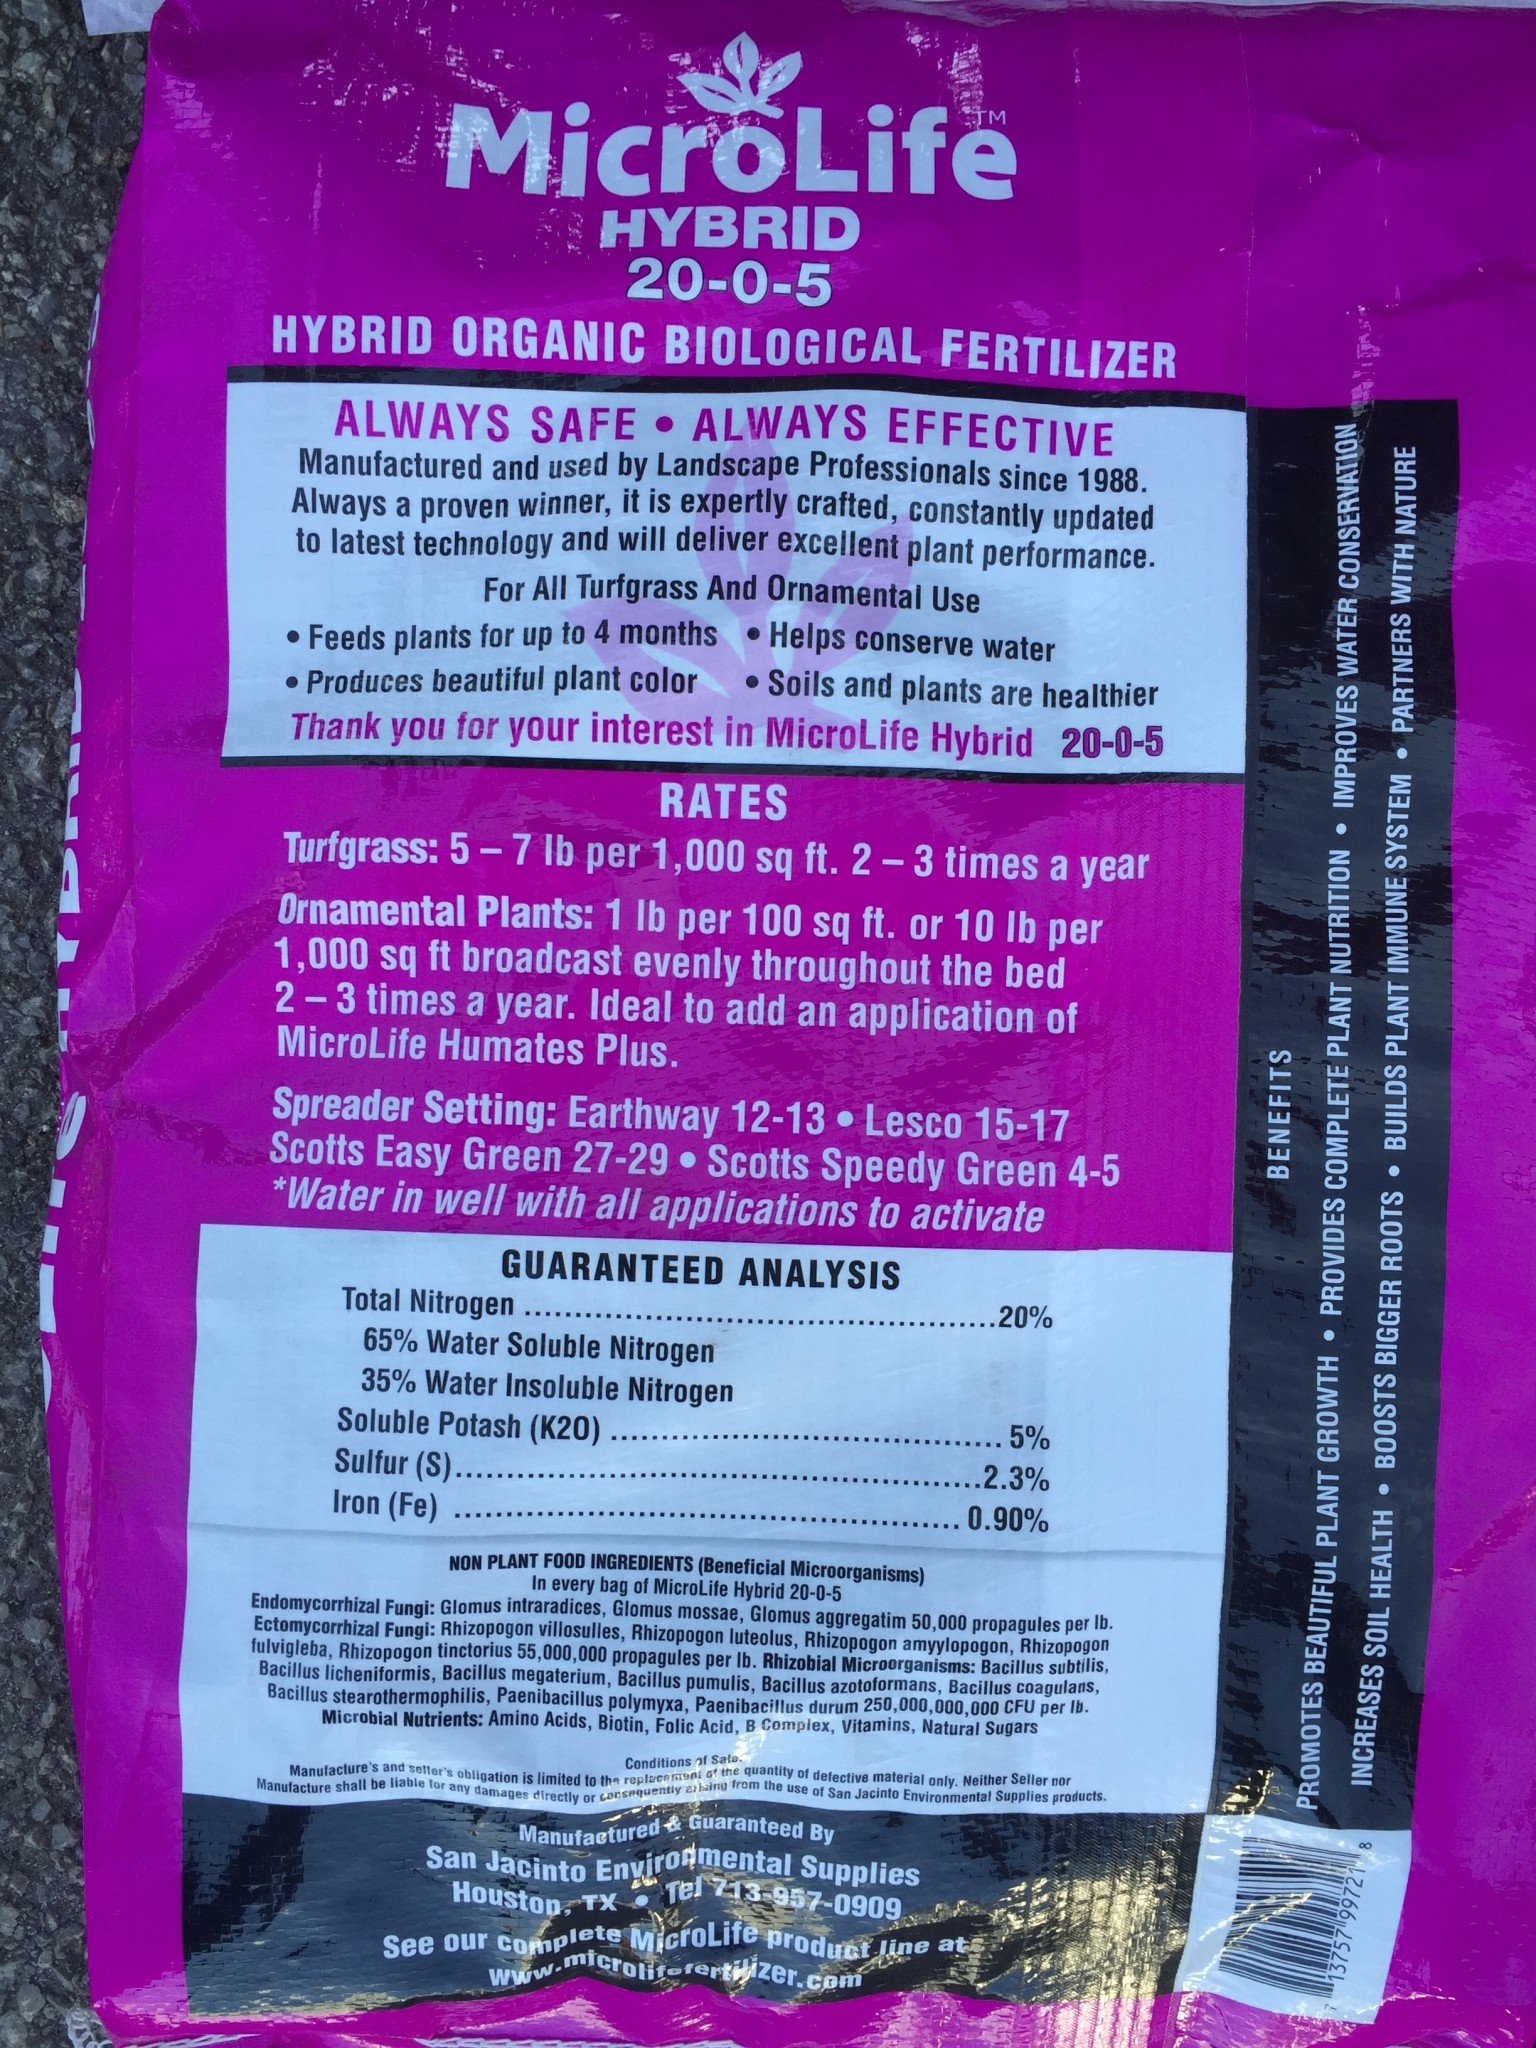 MicroLife™
HYBRID
20-0-5
HYBRID ORGANIC BIOLOGICAL FERTILIZER
ALWAYS SAFE • ALWAYS EFFECTIVE
Manufactured and used by Landscape Professionals since 1988.
Always a proven winner, it is expertly crafted, constantly updated
to latest technology and will deliver excellent plant performance.
For All Turfgrass And Ornamental Use
• Feeds plants for up to 4 months • Helps conserve water
• Produces beautiful plant color • Soils and plants are healthier
Thank you for your interest in MicroLife Hybrid 20-0-5
RATES
Turfgrass: 5 – 7 lb per 1,000 sq ft. 2 – 3 times a year
Ornamental Plants: 1 lb per 100 sq ft. or 10 lb per
1,000 sq ft broadcast evenly throughout the bed
2 – 3 times a year. Ideal to add an application of
MicroLife Humates Plus.
Spreader Setting: Earthway 12-13 • Lesco 15-17
Scotts Easy Green 27-29 • Scotts Speedy Green 4-5
*Water in well with all applications to activate
GUARANTEED ANALYSIS
Total Nitrogen ..........20%
65% Water Soluble Nitrogen
35% Water Insoluble Nitrogen
Soluble Potash (K2O) .......... 5%
Sulfur (S)..........2.3%
Iron (Fe) .......... 0.90%
NON PLANT FOOD INGREDIENTS (Beneficial Microorganisms)
In every bag of MicroLife Hybrid 20-0-5
Endomycorrhizal Fungi: Glomus intraradices, Glomus mossae, Glomus aggregatim 50,000 propagules per lb.
Ectomycorrhizal Fungi: Rhizopogon villosulles, Rhizopogon luteolus, Rhizopogon amyylopogon, Rhizopogon
fulvigleba, Rhizopogon tinctorius 55,000,000 propagules per lb. Rhizobial Microorganisms: Bacillus subtilis,
Bacillus licheniformis, Bacillus megaterium, Bacillus pumulis, Bacillus azotoformans, Bacillus coagulans,
Bacillus stearothermophilis, Paenibacillus polymyxa, Paenibacillus durum 250,000,000,000 CFU per lb.
Microbial Nutrients: Amino Acids, Biotin, Folic Acid, B Complex, Vitamins, Natural Sugars
Conditions of Sale.
Manufacture's and seller's obligation is limited to the replacement of the quantity of defective material only. Neither Seller nor
Manufacture shall be liable for any damages directly or consequently arising from the use of San Jacinto Environmental Supplies products.
Manufactured & Guaranteed By
San Jacinto Environmental Supplies
Houston, TX • Tel 713-957-0909
See our complete MicroLife product line at
www.microlifefertilizer.com
BENEFITS
PROMOTES BEAUTIFUL PLANT GROWTH • PROVIDES COMPLETE PLANT NUTRITION • IMPROVES WATER CONSERVATION
INCREASES SOIL HEALTH • BOOSTS BIGGER ROOTS • BUILDS PLANT IMMUNE SYSTEM • PARTNERS WITH NATURE
7 13757 99721 8